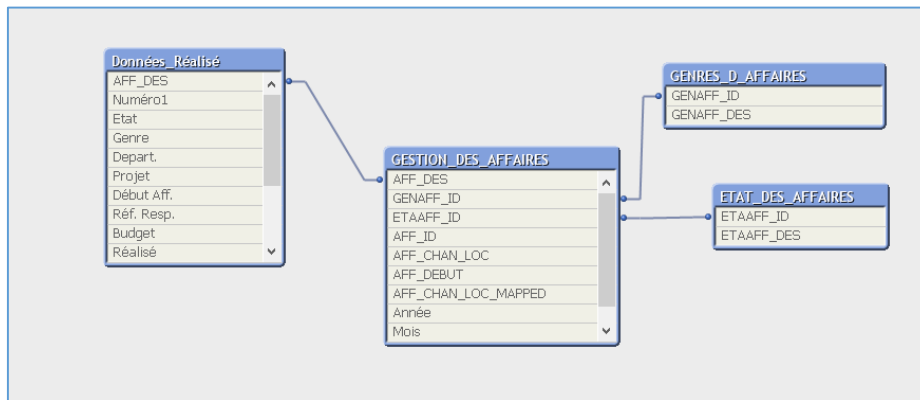 Données_Réalisé
AFF_DES
Numéro1
Etat
Genre
Depart.
Projet
Début Aff.
Réf. Resp.
Budget
Réalisé
GESTION_DES_AFFAIRES
AFF_DES
GENAFF_ID
ETAAFF_ID
AFF_ID
AFF_CHAN_LOC
AFF_DEBUT
AFF_CHAN_LOC_MAPPED
Année
Mois
GENRES_D_AFFAIRES
GENAFF_ID
GENAFF_DES
ETAT_DES_AFFAIRES
ETAAFF_ID
ETAAFF_DES